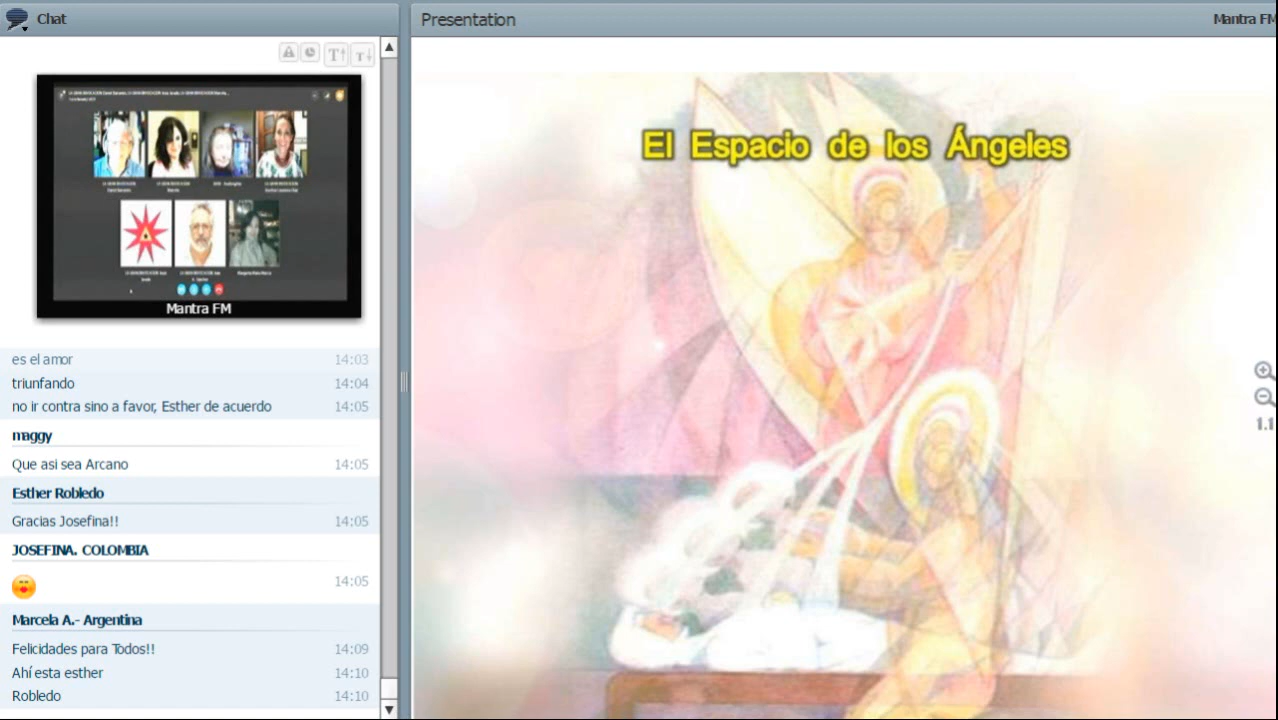 Chat
Mantra FM
es el amor 14:03
triunfando 14:04
no ir contra sino a favor, Esther de acuerdo 14:05
maggy
Que asi sea Arcano 14:05
Esther Robledo
Gracias Josefina!! 14:05
JOSEFINA. COLOMBIA
14:05
Marcela A.- Argentina
Felicidades para Todos!! 14:09
Ahí esta esther 14:10
Robledo 14:10
Presentation Mantra FM
El Espacio de los Ángeles
1.1